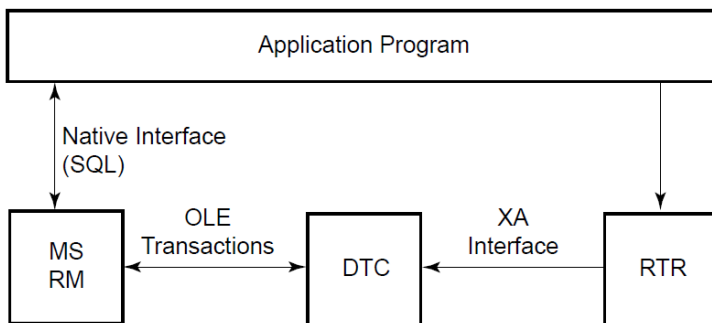 Application Program
Native Interface
(SQL)
OLE
Transactions
XA
Interface
MS
RM
DTC
RTR